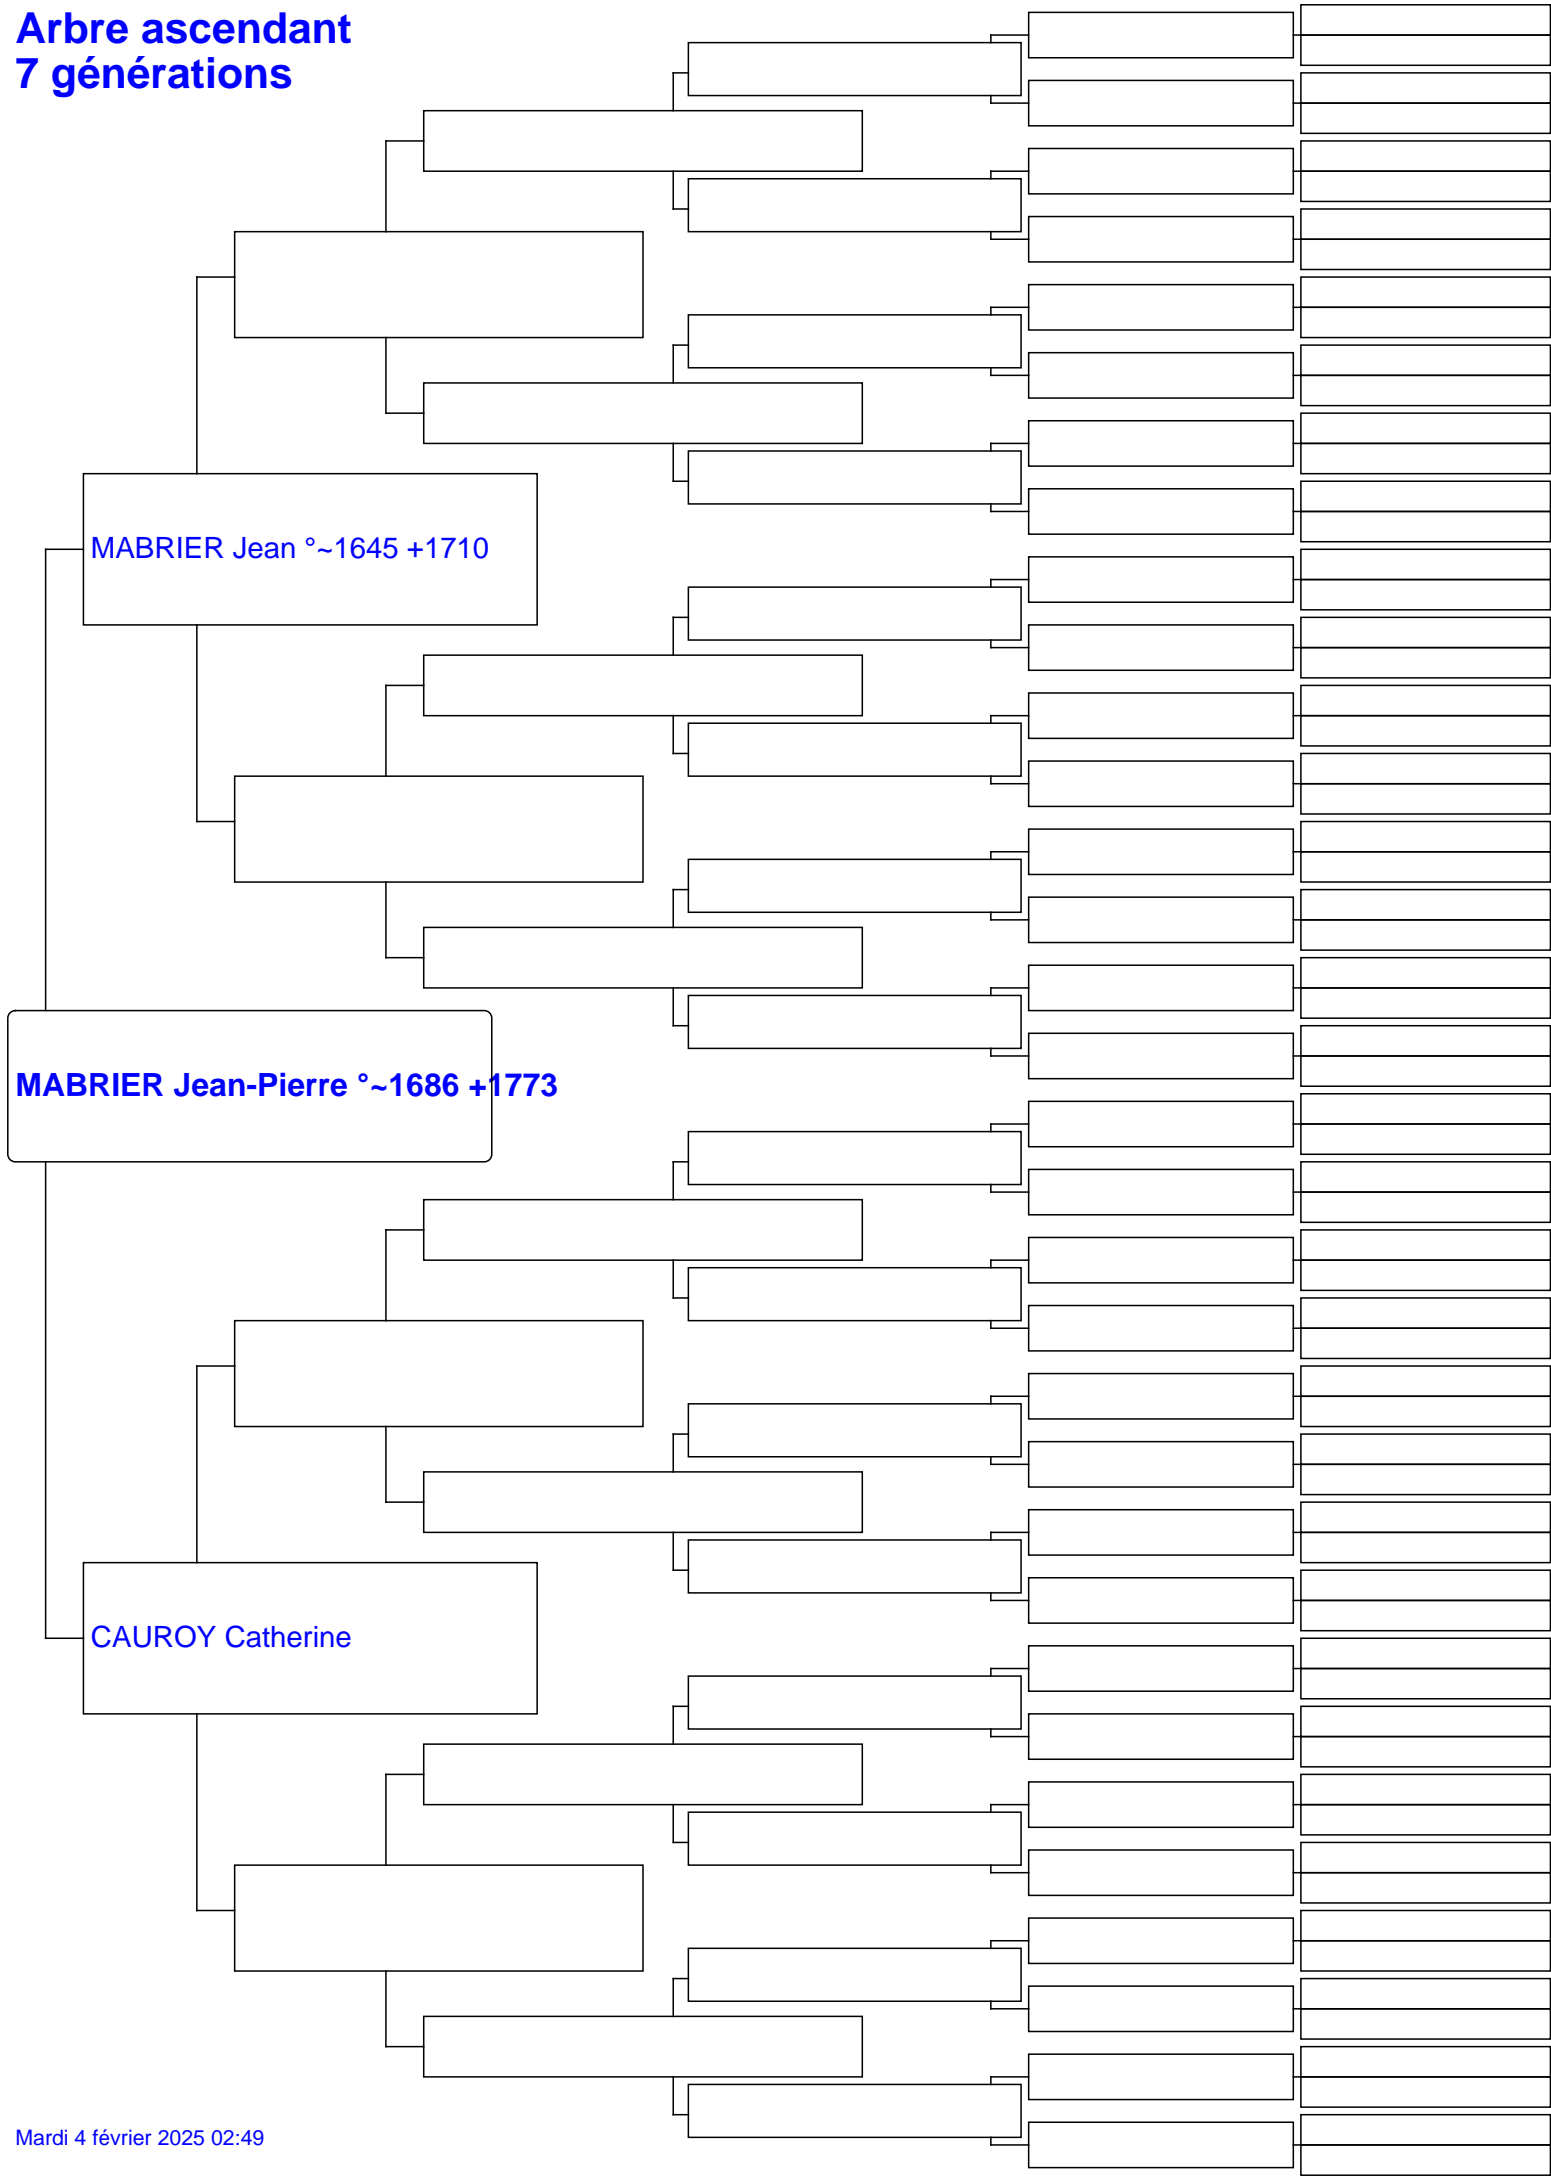 Arbre ascendant
7 générations
MABRIER Jean °~1645 +1710
MABRIER Jean-Pierre °~1686 +1773
CAUROY Catherine
Mardi 4 février 2025 02:49